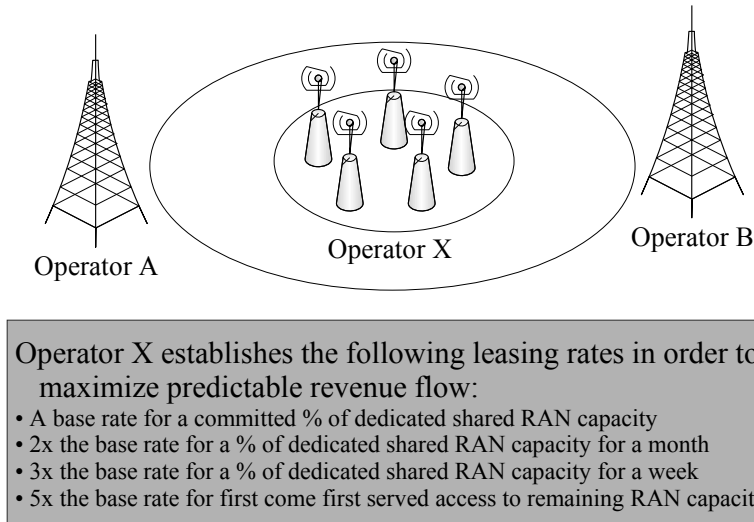 Operator A
Operator X
Operator B
Operator X establishes the following leasing rates in order to
maximize predictable revenue flow:
• A base rate for a committed % of dedicated shared RAN capacity
• 2x the base rate for a % of dedicated shared RAN capacity for a month
• 3x the base rate for a % of dedicated shared RAN capacity for a week
• 5x the base rate for first come first served access to remaining RAN capacit